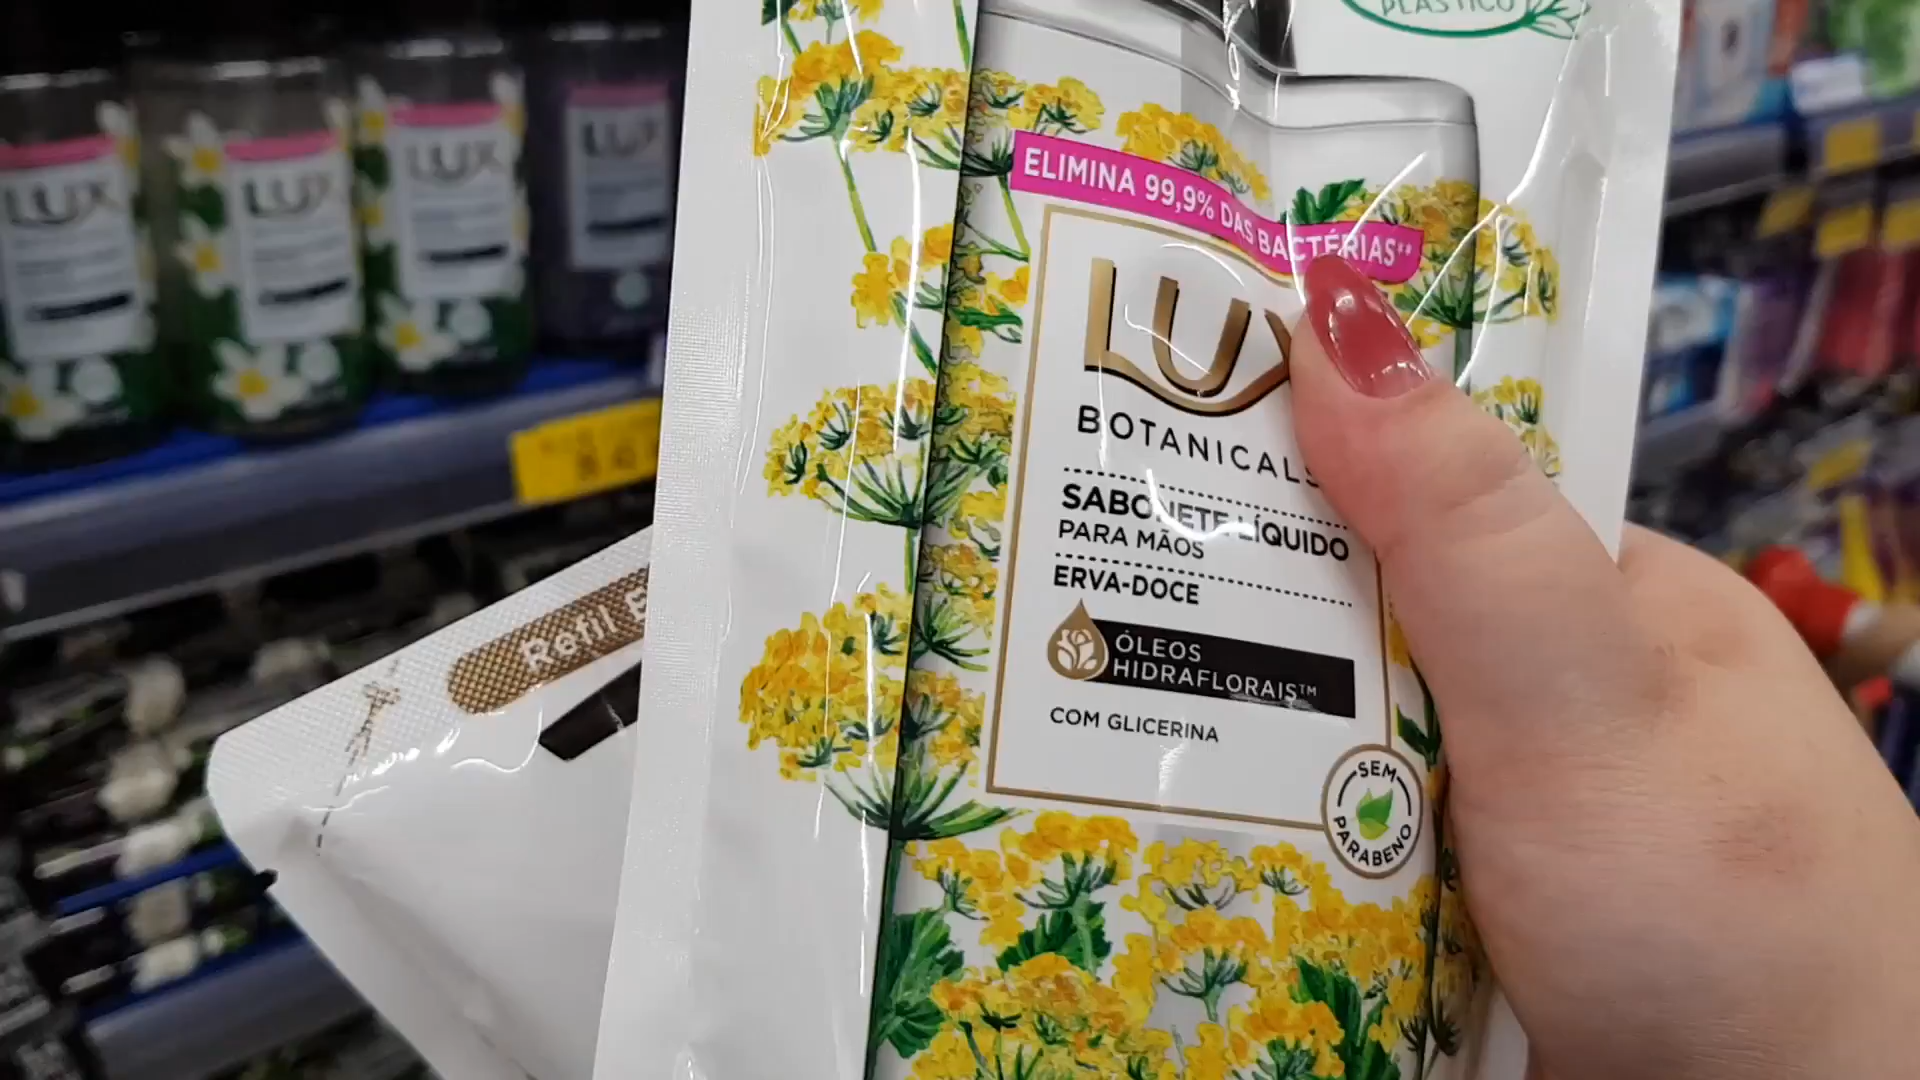 PLÁSTICO
ELIMINA 99,9% DAS BACTÉRIAS**
LUX
BOTANICALS
SABONETE LÍQUIDO
PARA MÃOS
ERVA-DOCE
ÓLEOS
HIDRAFLORAIS™
COM GLICERINA
SEM
PARABENO
Refil
LUX
LUX
LUX
LUX